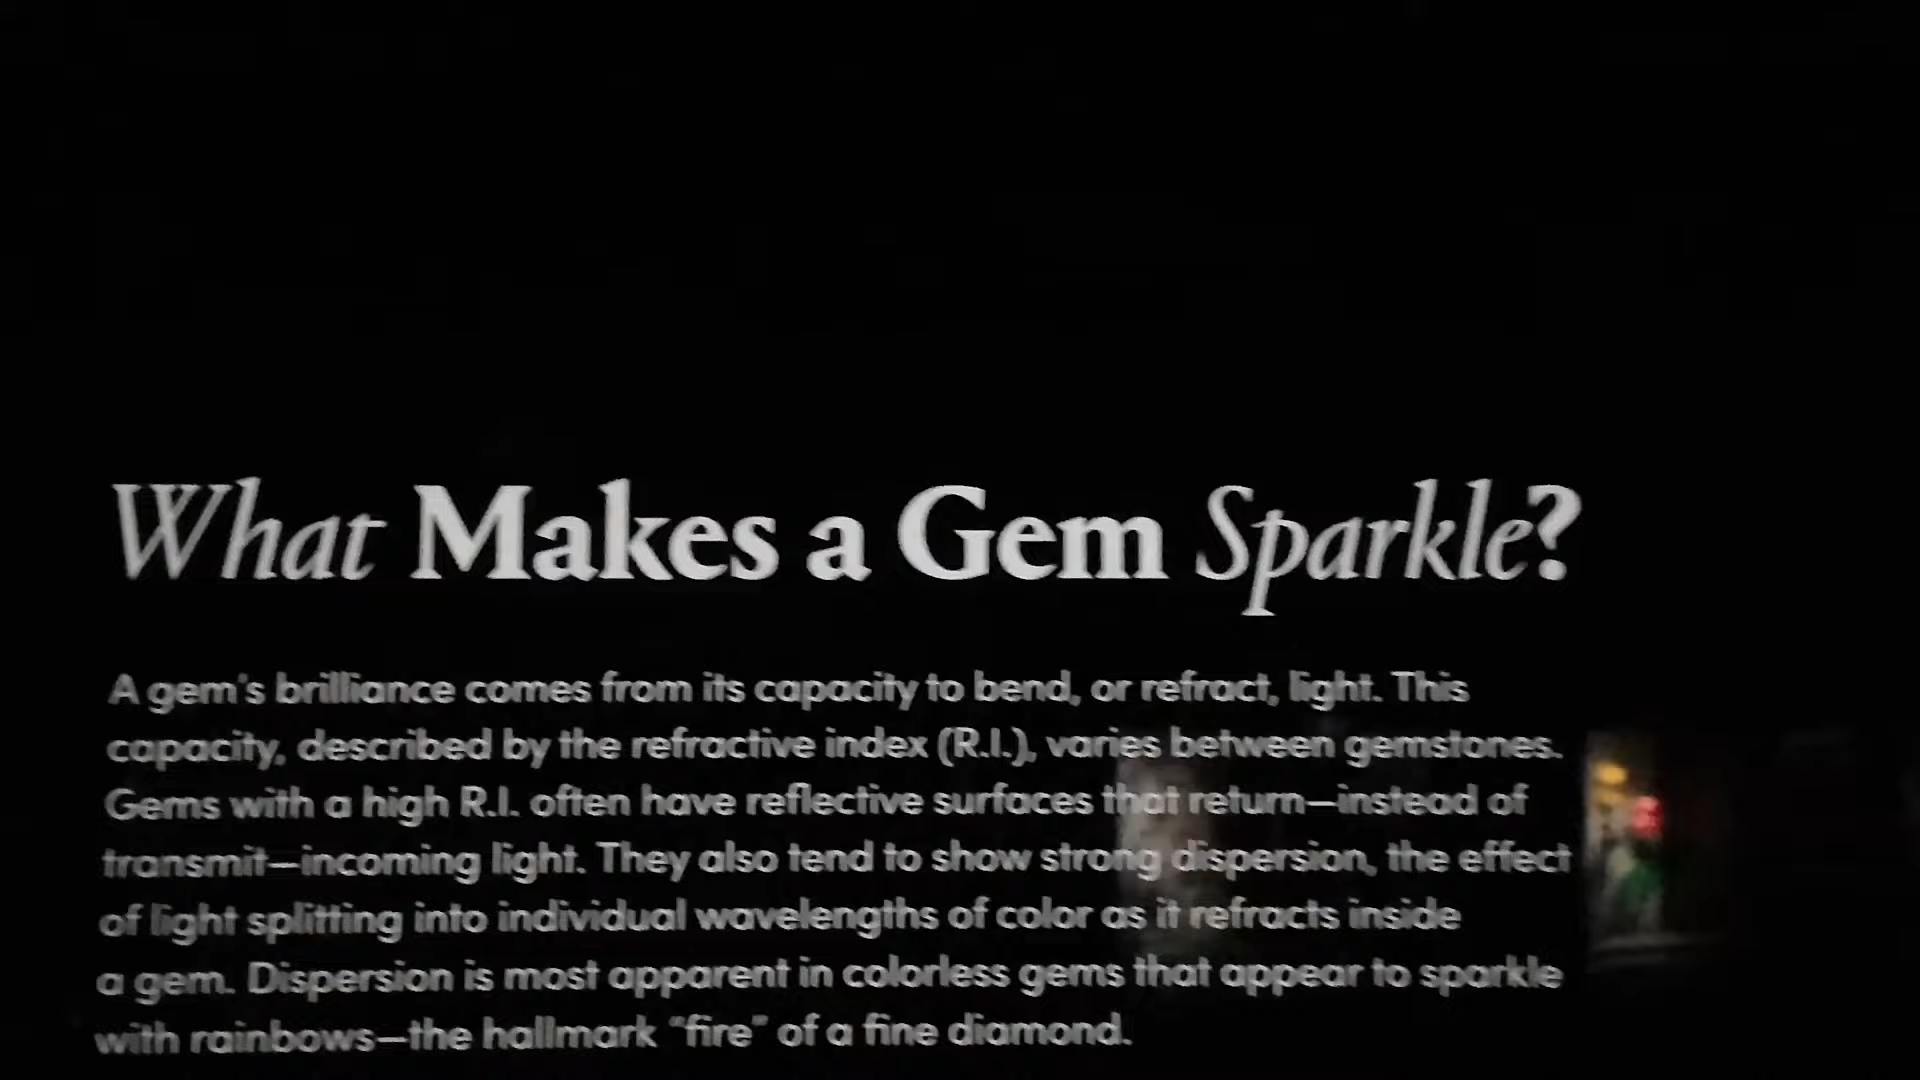 What Makes a Gem Sparkle?
A gem's brilliance comes from its capacity to bend, or refract, light. This
capacity, described by the refractive index (R.I.), varies between gemstones.
Gems with a high R.I. often have reflective surfaces that return—instead of
transmit—incoming light. They also tend to show strong dispersion, the effect
of light splitting into individual wavelengths of color as it refracts inside
a gem. Dispersion is most apparent in colorless gems that appear to sparkle
with rainbows—the hallmark "fire" of a fine diamond.